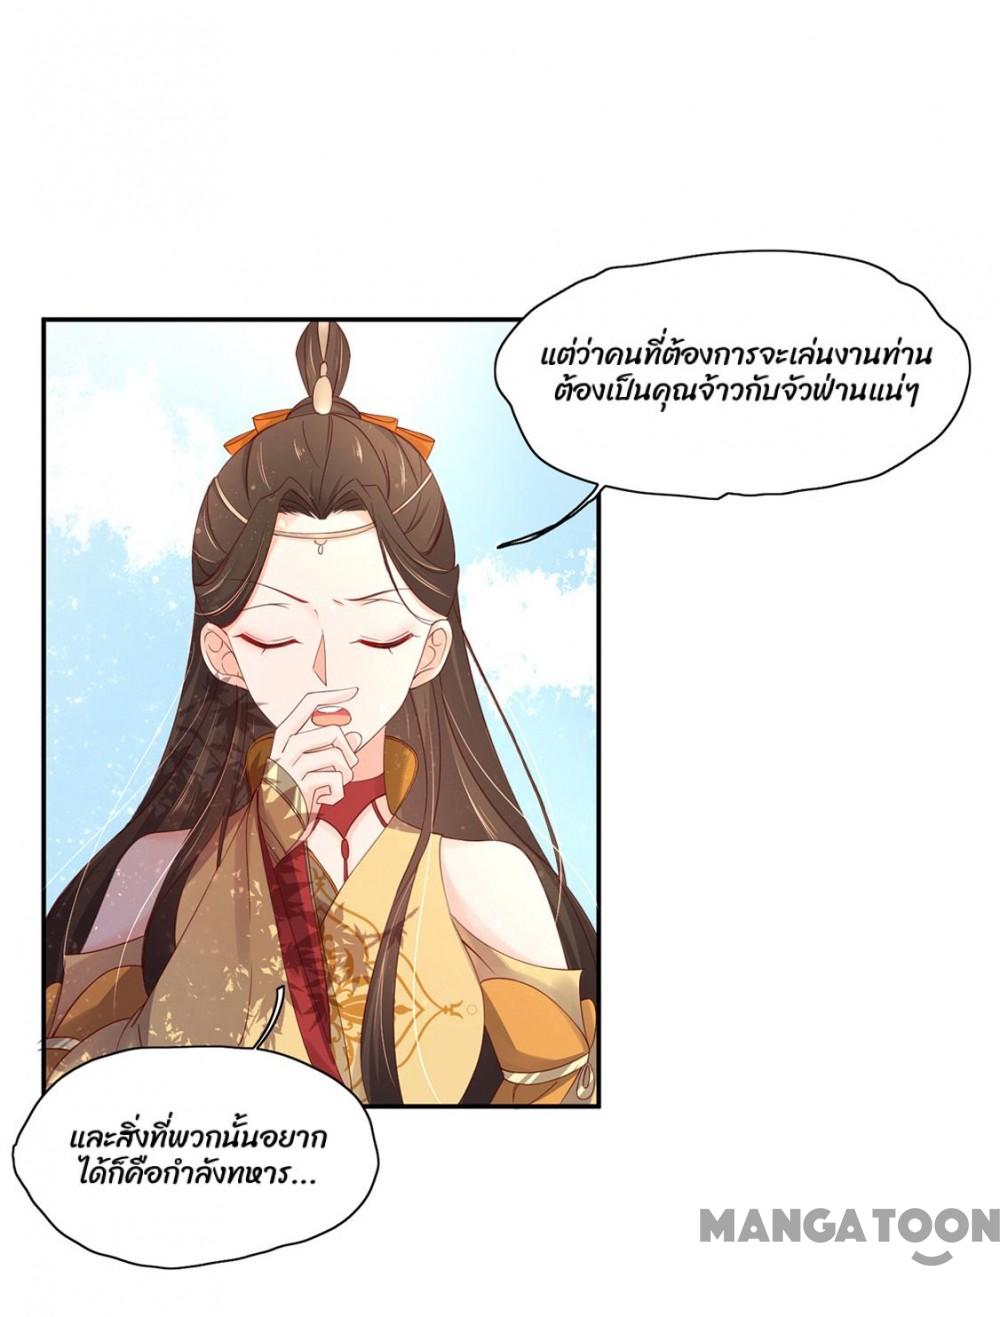 แต่ว่าคนที่ต้องการจะเล่นงานท่าน
ต้องเป็นคุณจ้าวกับจัวฟ่านแน่ๆ
และสิ่งที่พวกนั้นอยาก
ได้ก็คือกำลังทหาร...
MANGATOON